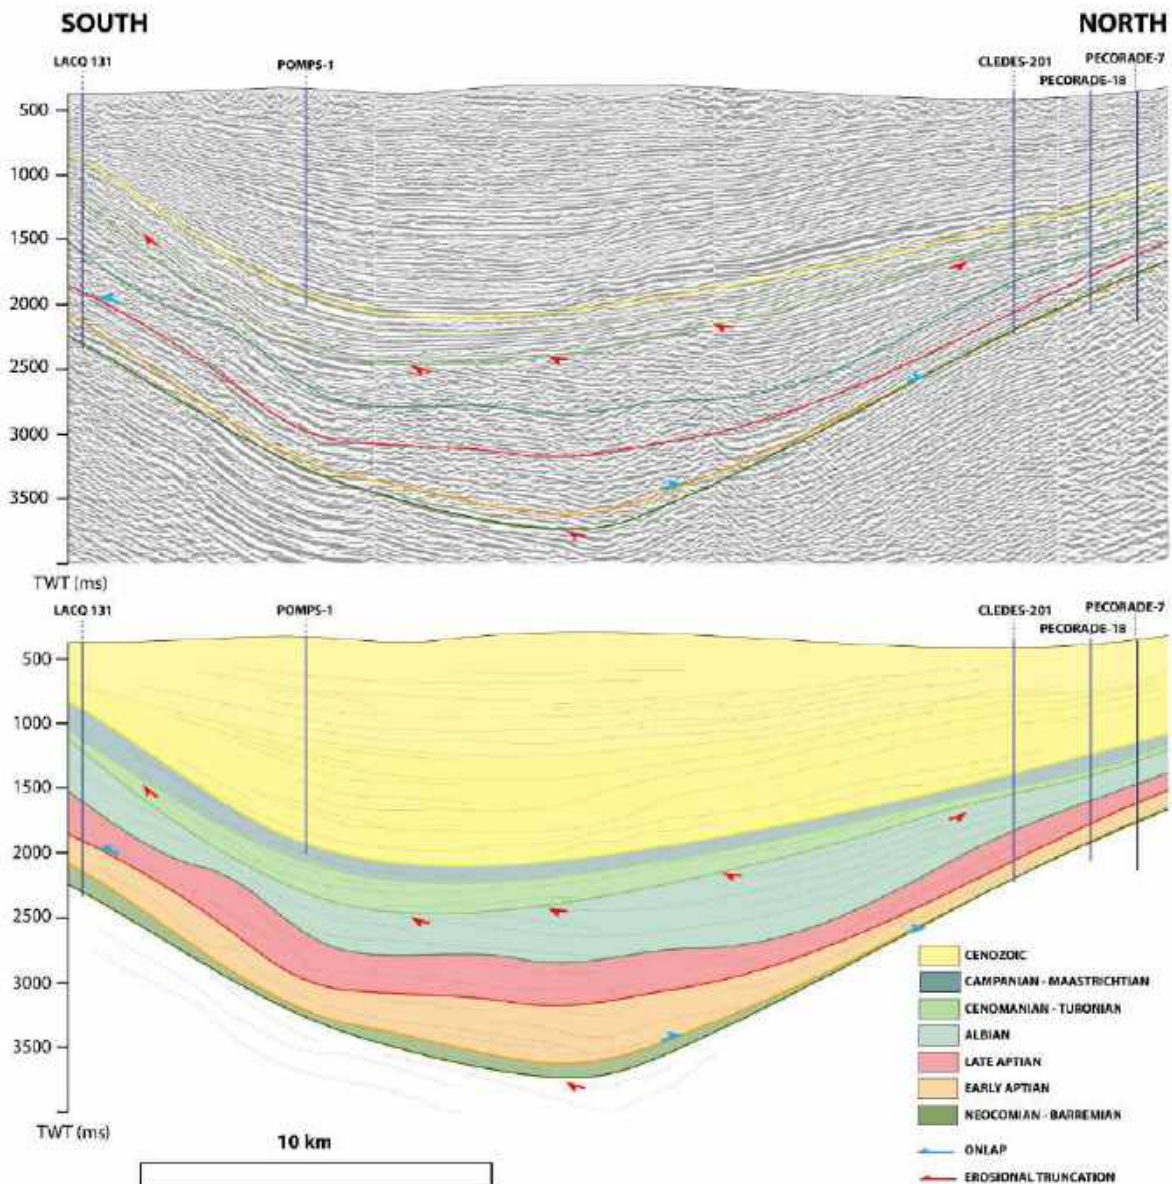 SOUTH NORTH
LACQ 131 POMPS-1 CLEDES-201 PECORADE-7
PECORADE-18
500
1000
1500
2000
2500
3000
3500
TWT (ms)
LACQ 131 POMPS-1 CLEDES-201 PECORADE-7
PECORADE-18
500
1000
1500
2000
2500
3000
3500
TWT (ms)
10 km
CENOZOIC
CAMPANIAN - MAASTRICHTIAN
CENOMANIAN - TURONIAN
ALBIAN
LATE APTIAN
EARLY APTIAN
NEOCOMIAN - BARREMIAN
ONLAP
EROSIONAL TRUNCATION